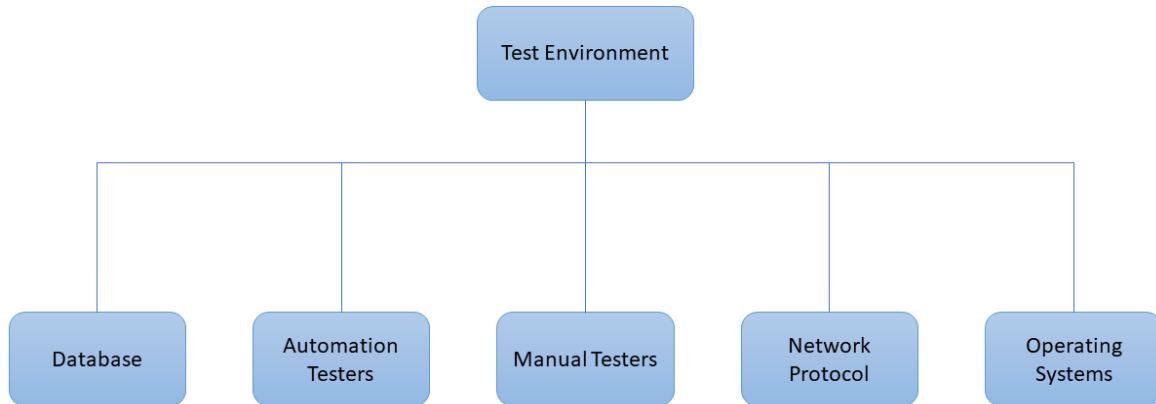 Test Environment
Database
Automation
Testers
Manual Testers
Network
Protocol
Operating
Systems